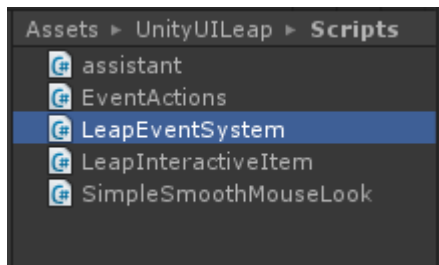 Assets ▸ UnityUILeap ▸ Scripts
assistant
EventActions
LeapEventSystem
LeapInteractiveItem
SimpleSmoothMouseLook